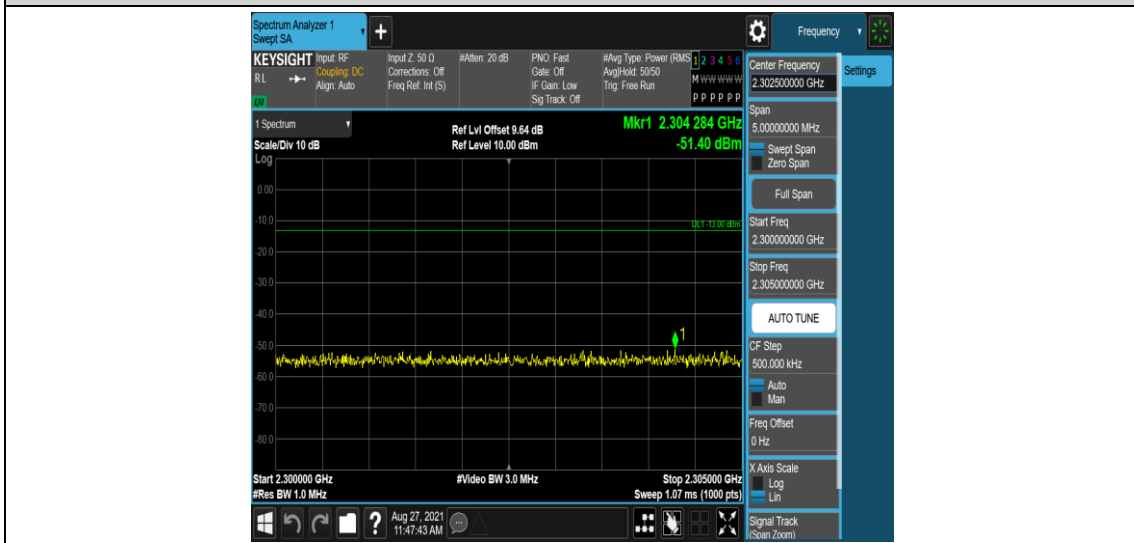 Spectrum Analyzer 1
Swept SA
+
Frequency
KEYSIGHT
RL
LXI
Input: RF
Coupling: DC
Align: Auto
Input Z: 50 Ω
Corrections: Off
Freq Ref: Int (S)
#Atten: 20 dB
PNO: Fast
Gate: Off
IF Gain: Low
Sig Track: Off
#Avg Type: Power (RMS
Avg|Hold: 50/50
Trig: Free Run
1 2 3 4 5 6
M W W W W W
P P P P P P
1 Spectrum
Scale/Div 10 dB
Log
Ref Lvl Offset 9.64 dB
Ref Level 10.00 dBm
Mkr1 2.304 284 GHz
-51.40 dBm
0.00
-10.0
DL1 -13.00 dBm
-20.0
-30.0
-40.0
1
-50.0
-60.0
-70.0
-80.0
Start 2.300000 GHz
#Res BW 1.0 MHz
#Video BW 3.0 MHz
Stop 2.305000 GHz
Sweep 1.07 ms (1000 pts)
Center Frequency
2.302500000 GHz
Settings
Span
5.00000000 MHz
Swept Span
Zero Span
Full Span
Start Freq
2.300000000 GHz
Stop Freq
2.305000000 GHz
AUTO TUNE
CF Step
500.000 kHz
Auto
Man
Freq Offset
0 Hz
X Axis Scale
Log
Lin
Signal Track
(Span Zoom)
?
Aug 27, 2021
11:47:43 AM